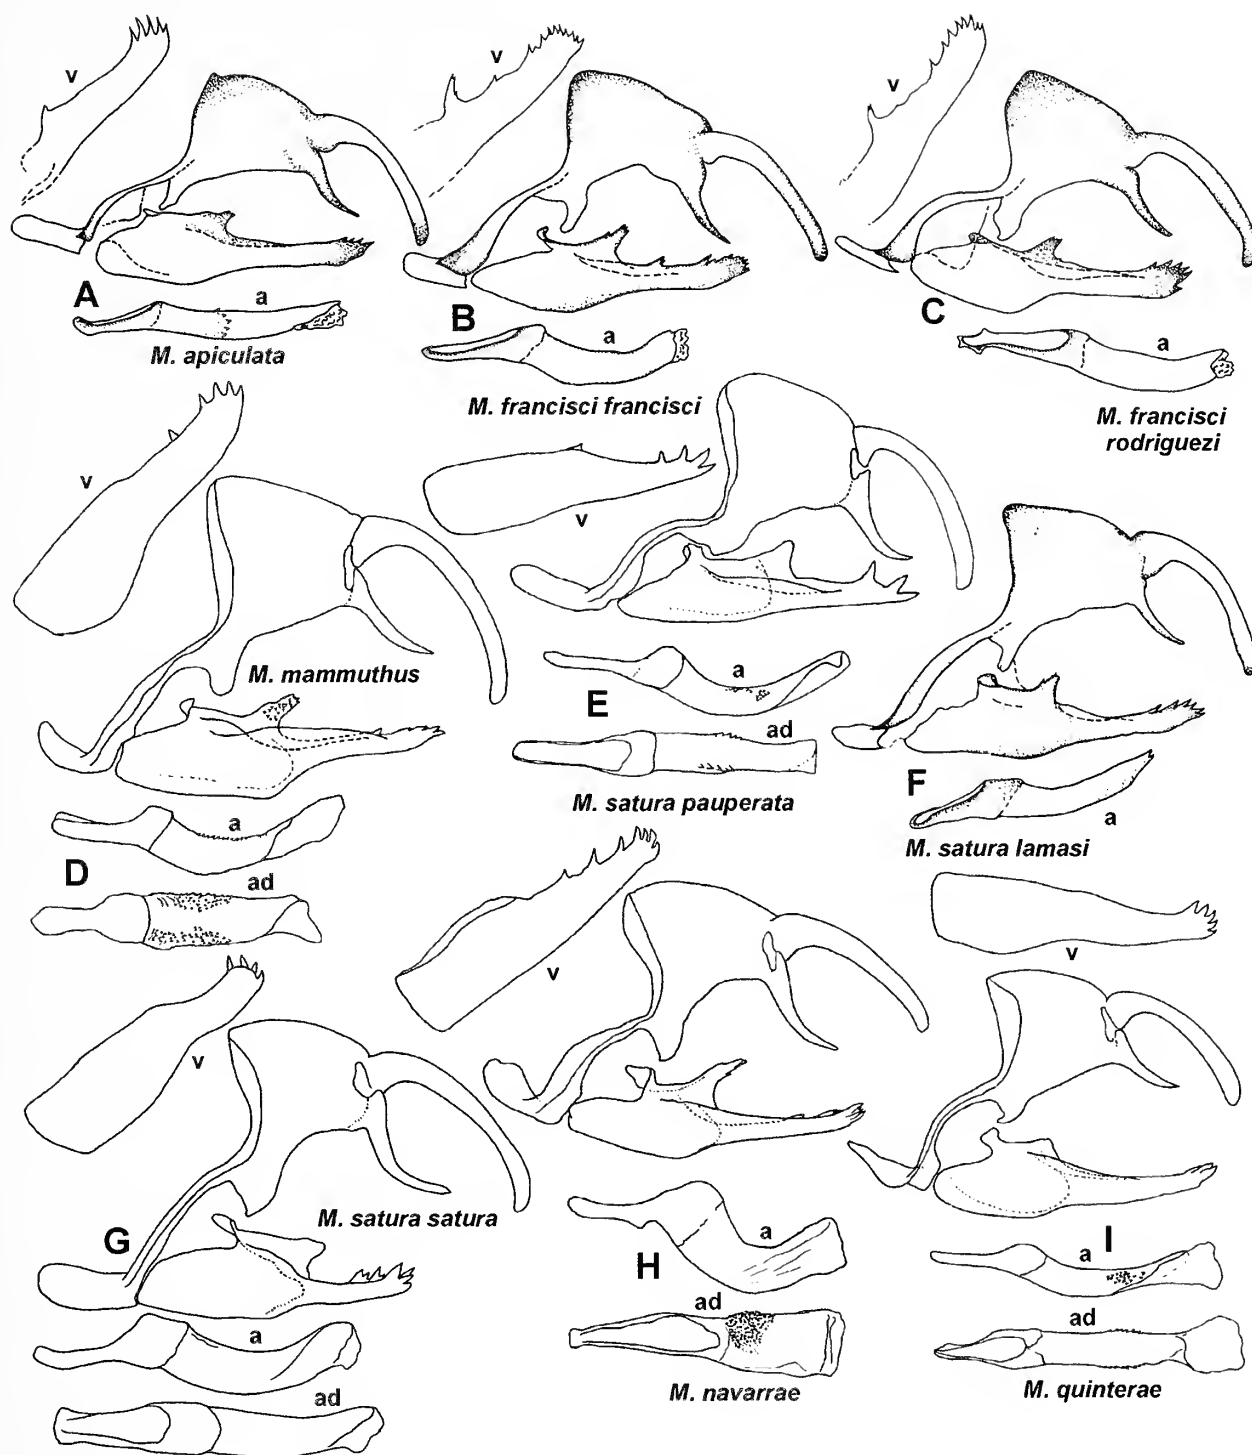 v
v
v
A
a
M. apiculata
B
a
M. francisci francisci
C
a
M. francisci
rodriguezi
v
M. mammuthus
D
a
ad
v
E
a
ad
M. satura pauperata
F
a
M. satura lamasi
v
G
M. satura satura
a
ad
v
H
a
ad
M. navarrae
v
I
a
ad
M. quinterae